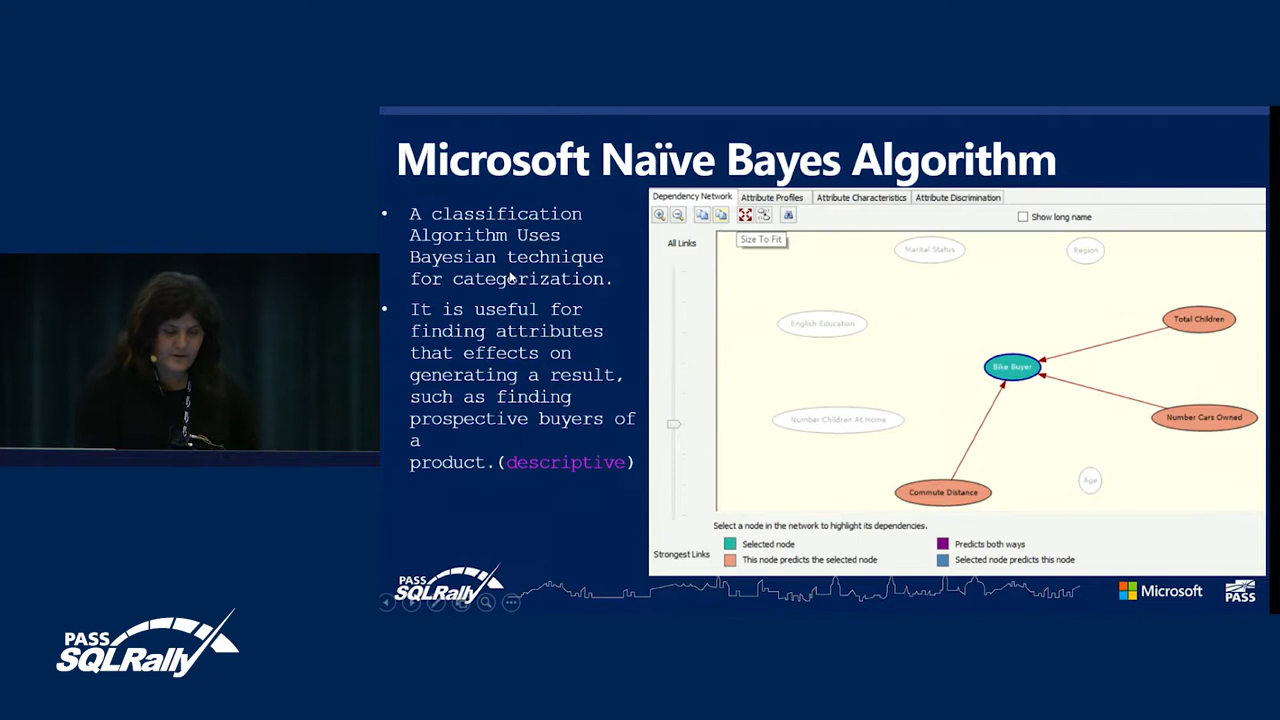 Microsoft Naïve Bayes Algorithm
• A classification
Algorithm Uses
Bayesian technique
for categorization.
• It is useful for
finding attributes
that effects on
generating a result,
such as finding
prospective buyers of
a
product.(descriptive)
Dependency Network Attribute Profiles Attribute Characteristics Attribute Discrimination
Show long name
Size To Fit
All Links
Marital Status
Region
English Education
Total Children
Bike Buyer
Number Children At Home
Number Cars Owned
Age
Commute Distance
Strongest Links
Select a node in the network to highlight its dependencies.
Selected node
Predicts both ways
This node predicts the selected node
Selected node predicts this node
PASS
SQLRally
Microsoft
PASS
PASS
SQLRally